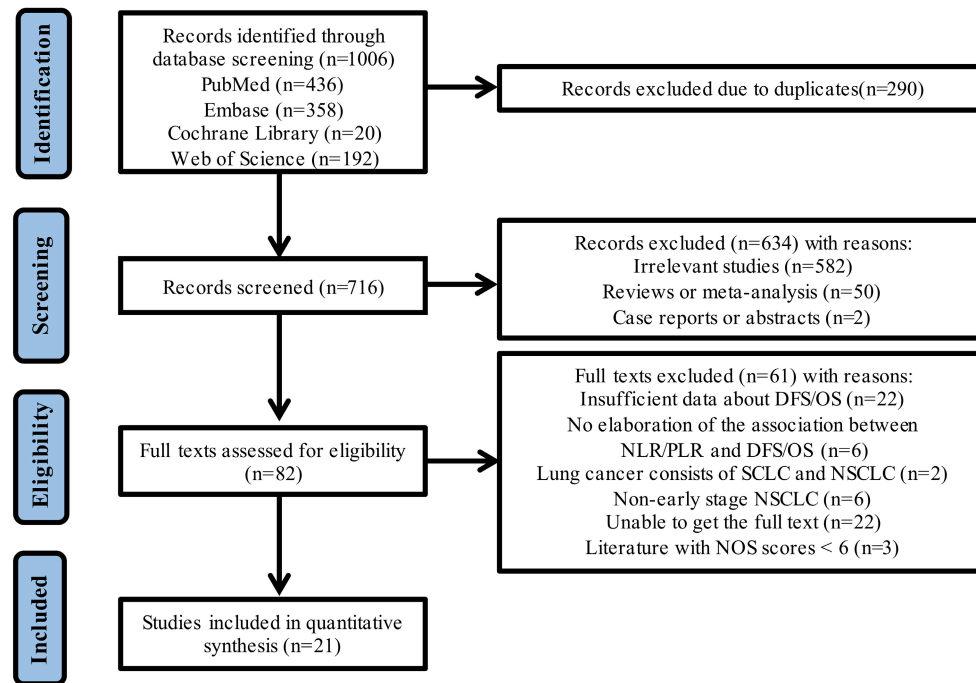 Identification
Records identified through
database screening (n=1006)
PubMed (n=436)
Embase (n=358)
Cochrane Library (n=20)
Web of Science (n=192)
Records excluded due to duplicates(n=290)
Screening
Records screened (n=716)
Records excluded (n=634) with reasons:
Irrelevant studies (n=582)
Reviews or meta-analysis (n=50)
Case reports or abstracts (n=2)
Eligibility
Full texts assessed for eligibility
(n=82)
Full texts excluded (n=61) with reasons:
Insufficient data about DFS/OS (n=22)
No elaboration of the association between
NLR/PLR and DFS/OS (n=6)
Lung cancer consists of SCLC and NSCLC (n=2)
Non-early stage NSCLC (n=6)
Unable to get the full text (n=22)
Literature with NOS scores < 6 (n=3)
Included
Studies included in quantitative
synthesis (n=21)